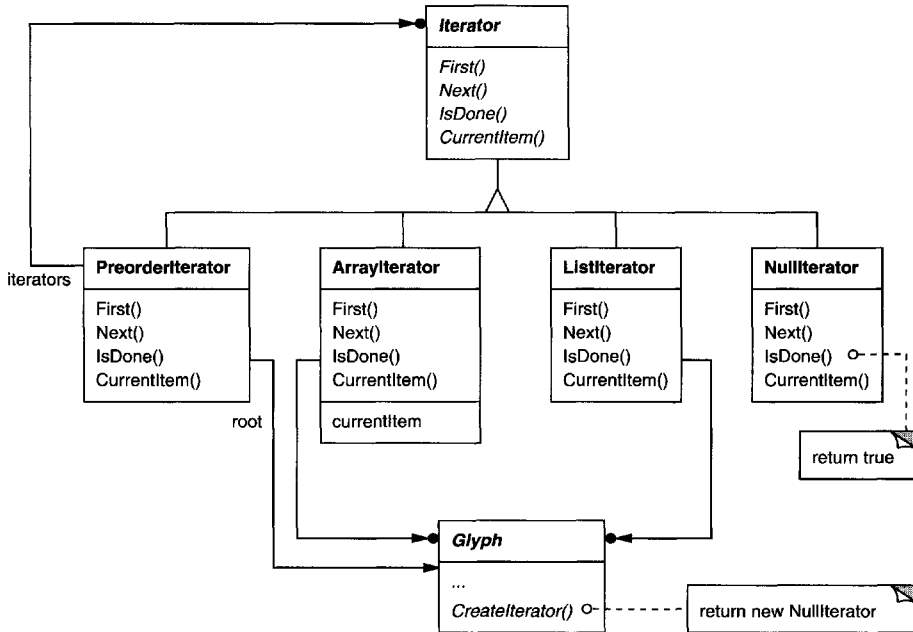 Iterator
First()
Next()
IsDone()
CurrentItem()
iterators
PreorderIterator
First()
Next()
IsDone()
CurrentItem()
root
ArrayIterator
First()
Next()
IsDone()
CurrentItem()
currentItem
ListIterator
First()
Next()
IsDone()
CurrentItem()
NullIterator
First()
Next()
IsDone()
CurrentItem()
return true
Glyph
...
CreateIterator()
return new NullIterator